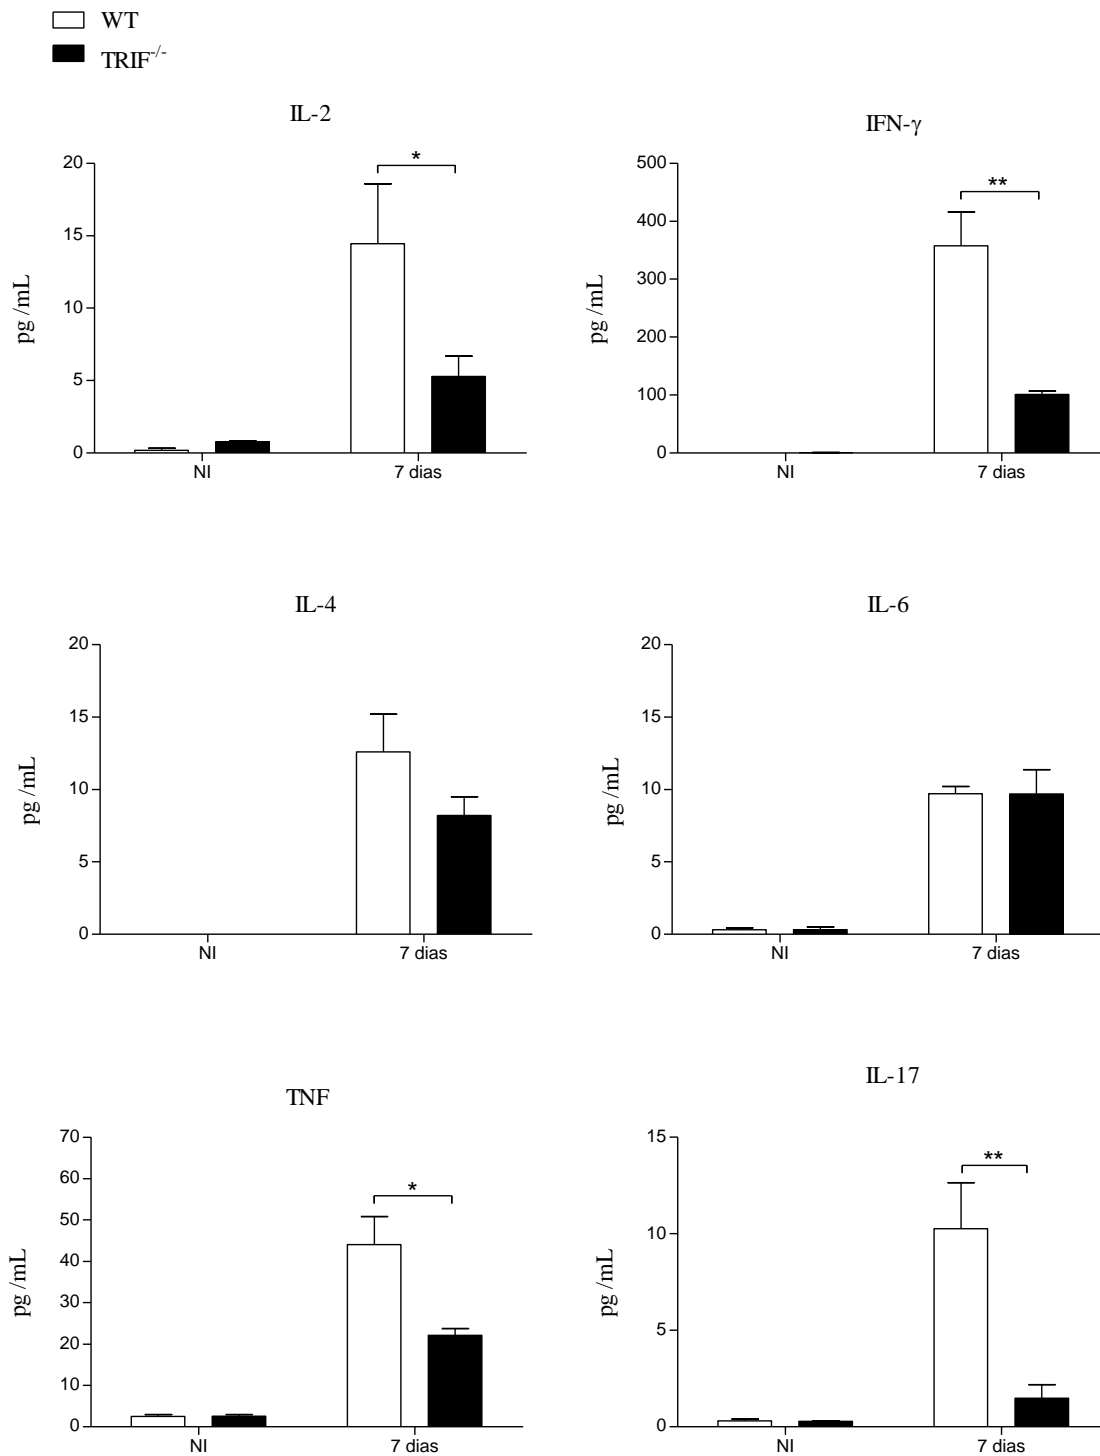 WT
TRIF-/-
IL-2
20
15
10
5
0
pg /mL
*
NI
7 dias
IFN-γ
500
400
300
200
100
0
pg /mL
**
NI
7 dias
IL-4
20
15
10
5
0
pg /mL
NI
7 dias
IL-6
20
15
10
5
0
pg /mL
NI
7 dias
TNF
70
60
50
40
30
20
10
0
pg /mL
*
NI
7 dias
IL-17
15
10
5
0
pg /mL
**
NI
7 dias